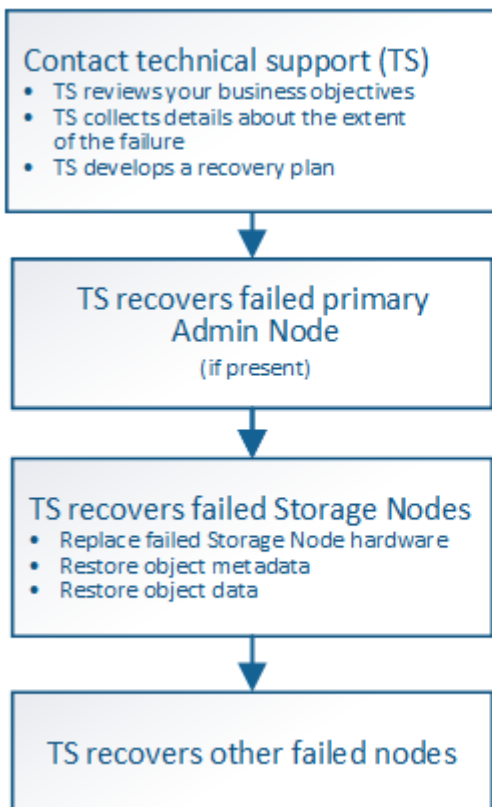 Contact technical support (TS)
• TS reviews your business objectives
• TS collects details about the extent
of the failure
• TS develops a recovery plan
TS recovers failed primary
Admin Node
(if present)
TS recovers failed Storage Nodes
• Replace failed Storage Node hardware
• Restore object metadata
• Restore object data
TS recovers other failed nodes